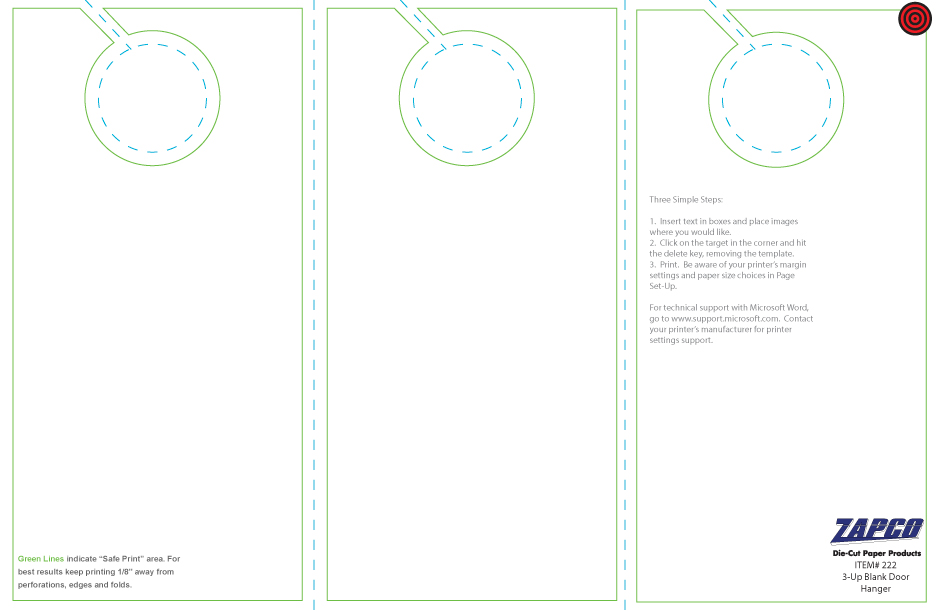 Three Simple Steps:
1.  Insert text in boxes and place images
where you would like.
2.  Click on the target in the corner and hit
the delete key, removing the template.
3.  Print.  Be aware of your printer's margin
settings and paper size choices in Page
Set-Up.
For technical support with Microsoft Word,
go to www.support.microsoft.com.  Contact
your printer's manufacturer for printer
settings support.
Green Lines indicate “Safe Print” area. For
best results keep printing 1/8” away from
perforations, edges and folds.
ZAPCO
Die-Cut Paper Products
ITEM# 222
3-Up Blank Door
Hanger